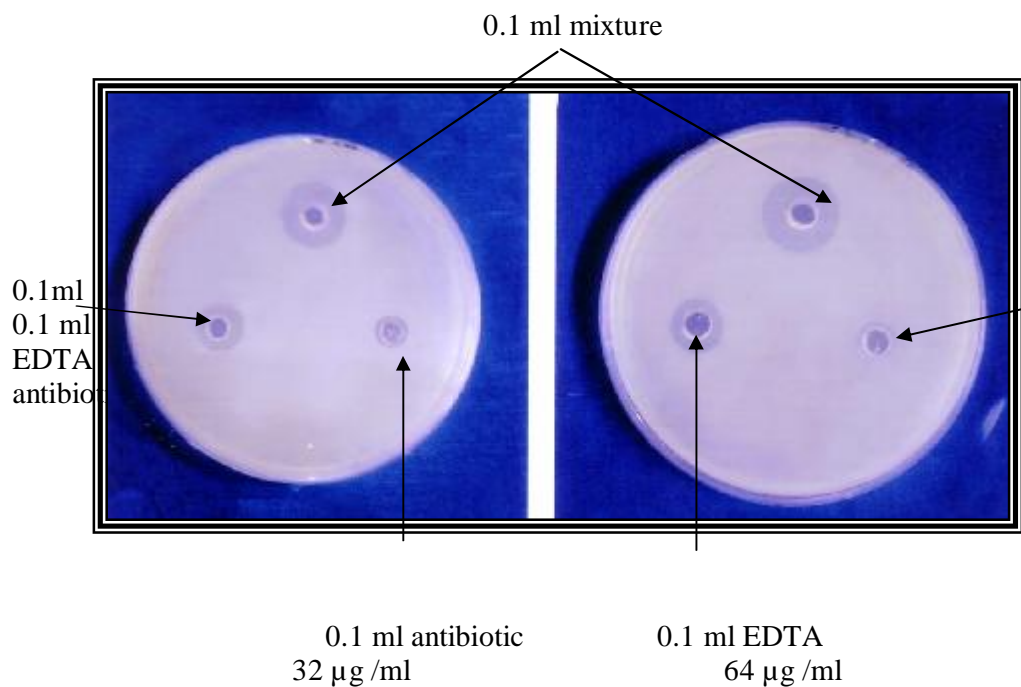 0.1 ml mixture
0.1ml
0.1 ml
EDTA
antibiot
0.1 ml antibiotic 0.1 ml EDTA
32 µg /ml 64 µg /ml